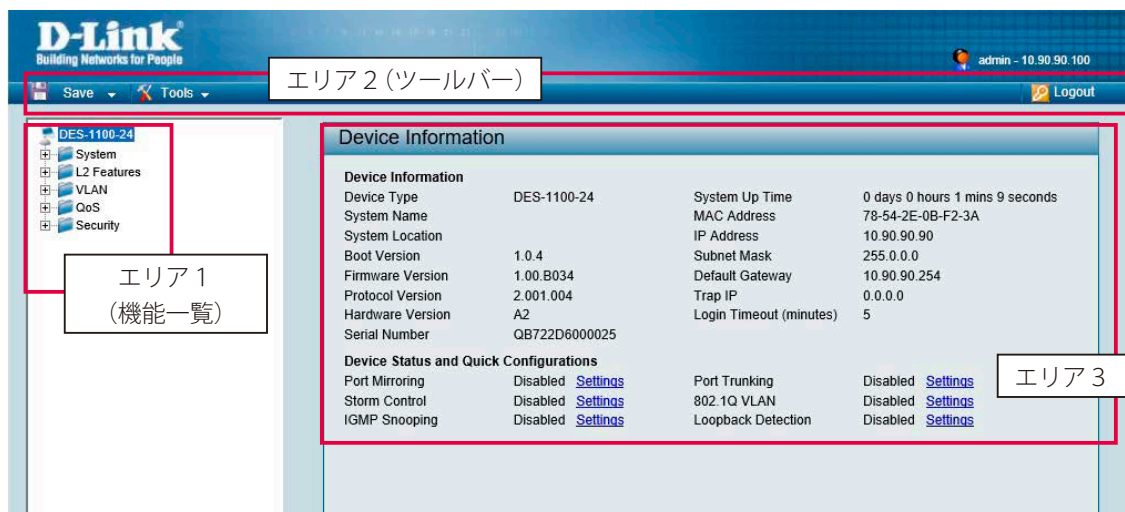 D-Link
Building Networks for People
admin - 10.90.90.100
エリア２（ツールバー）
Save Tools Logout
DES-1100-24
System
L2 Features
VLAN
QoS
Security
エリア１
（機能一覧）
Device Information
Device Information
Device Type DES-1100-24 System Up Time 0 days 0 hours 1 mins 9 seconds
System Name MAC Address 78-54-2E-0B-F2-3A
System Location IP Address 10.90.90.90
Boot Version 1.0.4 Subnet Mask 255.0.0.0
Firmware Version 1.00.B034 Default Gateway 10.90.90.254
Protocol Version 2.001.004 Trap IP 0.0.0.0
Hardware Version A2 Login Timeout (minutes) 5
Serial Number QB722D6000025
Device Status and Quick Configurations
Port Mirroring Disabled Settings Port Trunking Disabled Settings
Storm Control Disabled Settings 802.1Q VLAN Disabled Settings
IGMP Snooping Disabled Settings Loopback Detection Disabled Settings
エリア３